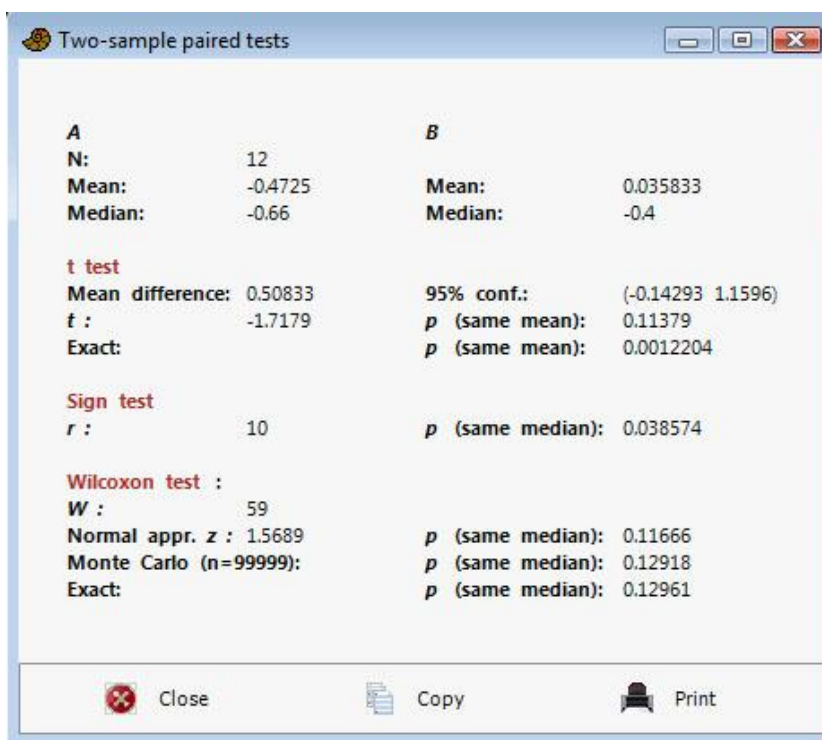 Two-sample paired tests
A B
N: 12
Mean: -0.4725 Mean: 0.035833
Median: -0.66 Median: -0.4
t test
Mean difference: 0.50833 95% conf.: (-0.14293 1.1596)
t : -1.7179 p (same mean): 0.11379
Exact: p (same mean): 0.0012204
Sign test
r : 10 p (same median): 0.038574
Wilcoxon test :
W : 59
Normal appr. z : 1.5689 p (same median): 0.11666
Monte Carlo (n=99999): p (same median): 0.12918
Exact: p (same median): 0.12961
Close Copy Print